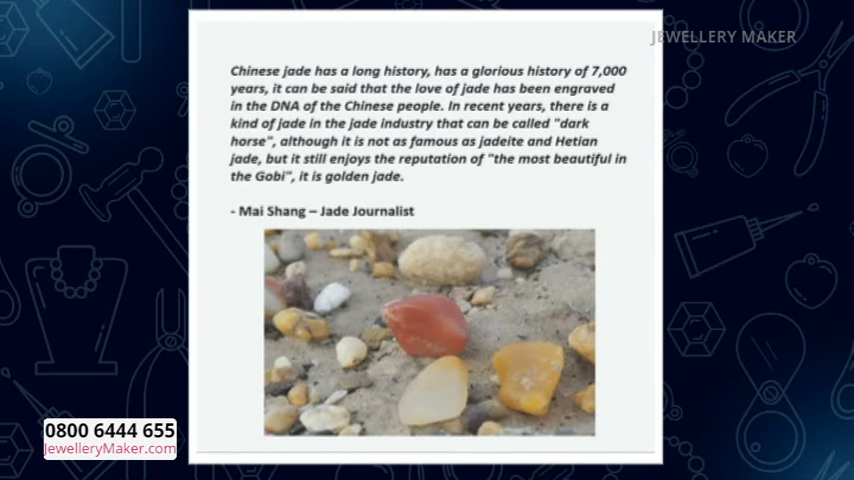 JEWELLERY MAKER
Chinese jade has a long history, has a glorious history of 7,000
years, it can be said that the love of jade has been engraved
in the DNA of the Chinese people. In recent years, there is a
kind of jade in the jade industry that can be called "dark
horse", although it is not as famous as jadeite and Hetian
jade, but it still enjoys the reputation of "the most beautiful in
the Gobi", it is golden jade.
- Mai Shang – Jade Journalist
0800 6444 655
JewelleryMaker.com